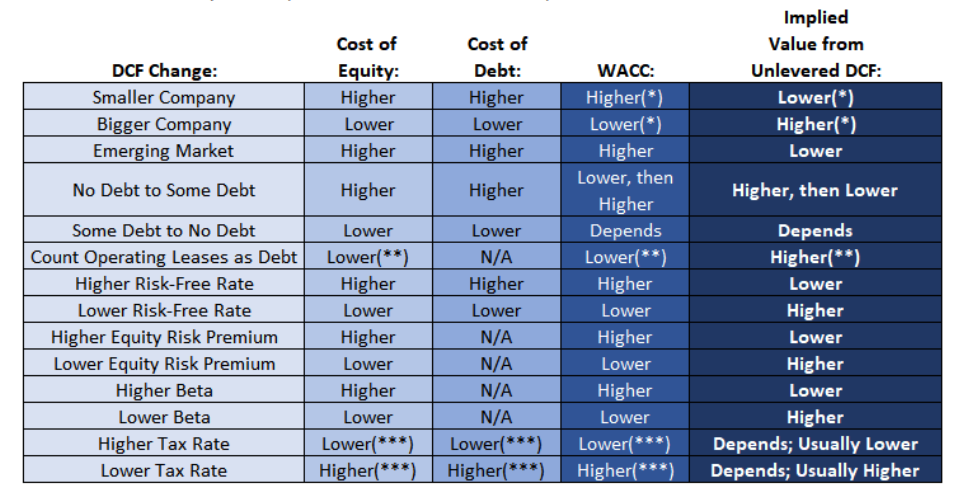 Implied
Cost of Cost of Value from
DCF Change: Equity: Debt: WACC: Unlevered DCF:
Smaller Company Higher Higher Higher(*) Lower(*)
Bigger Company Lower Lower Lower(*) Higher(*)
Emerging Market Higher Higher Higher Lower
No Debt to Some Debt Higher Higher Lower, then Higher Higher, then Lower
Some Debt to No Debt Lower Lower Depends Depends
Count Operating Leases as Debt Lower(**) N/A Lower(**) Higher(**)
Higher Risk-Free Rate Higher Higher Higher Lower
Lower Risk-Free Rate Lower Lower Lower Higher
Higher Equity Risk Premium Higher N/A Higher Lower
Lower Equity Risk Premium Lower N/A Lower Higher
Higher Beta Higher N/A Higher Lower
Lower Beta Lower N/A Lower Higher
Higher Tax Rate Lower(***) Lower(***) Lower(***) Depends; Usually Lower
Lower Tax Rate Higher(***) Higher(***) Higher(***) Depends; Usually Higher